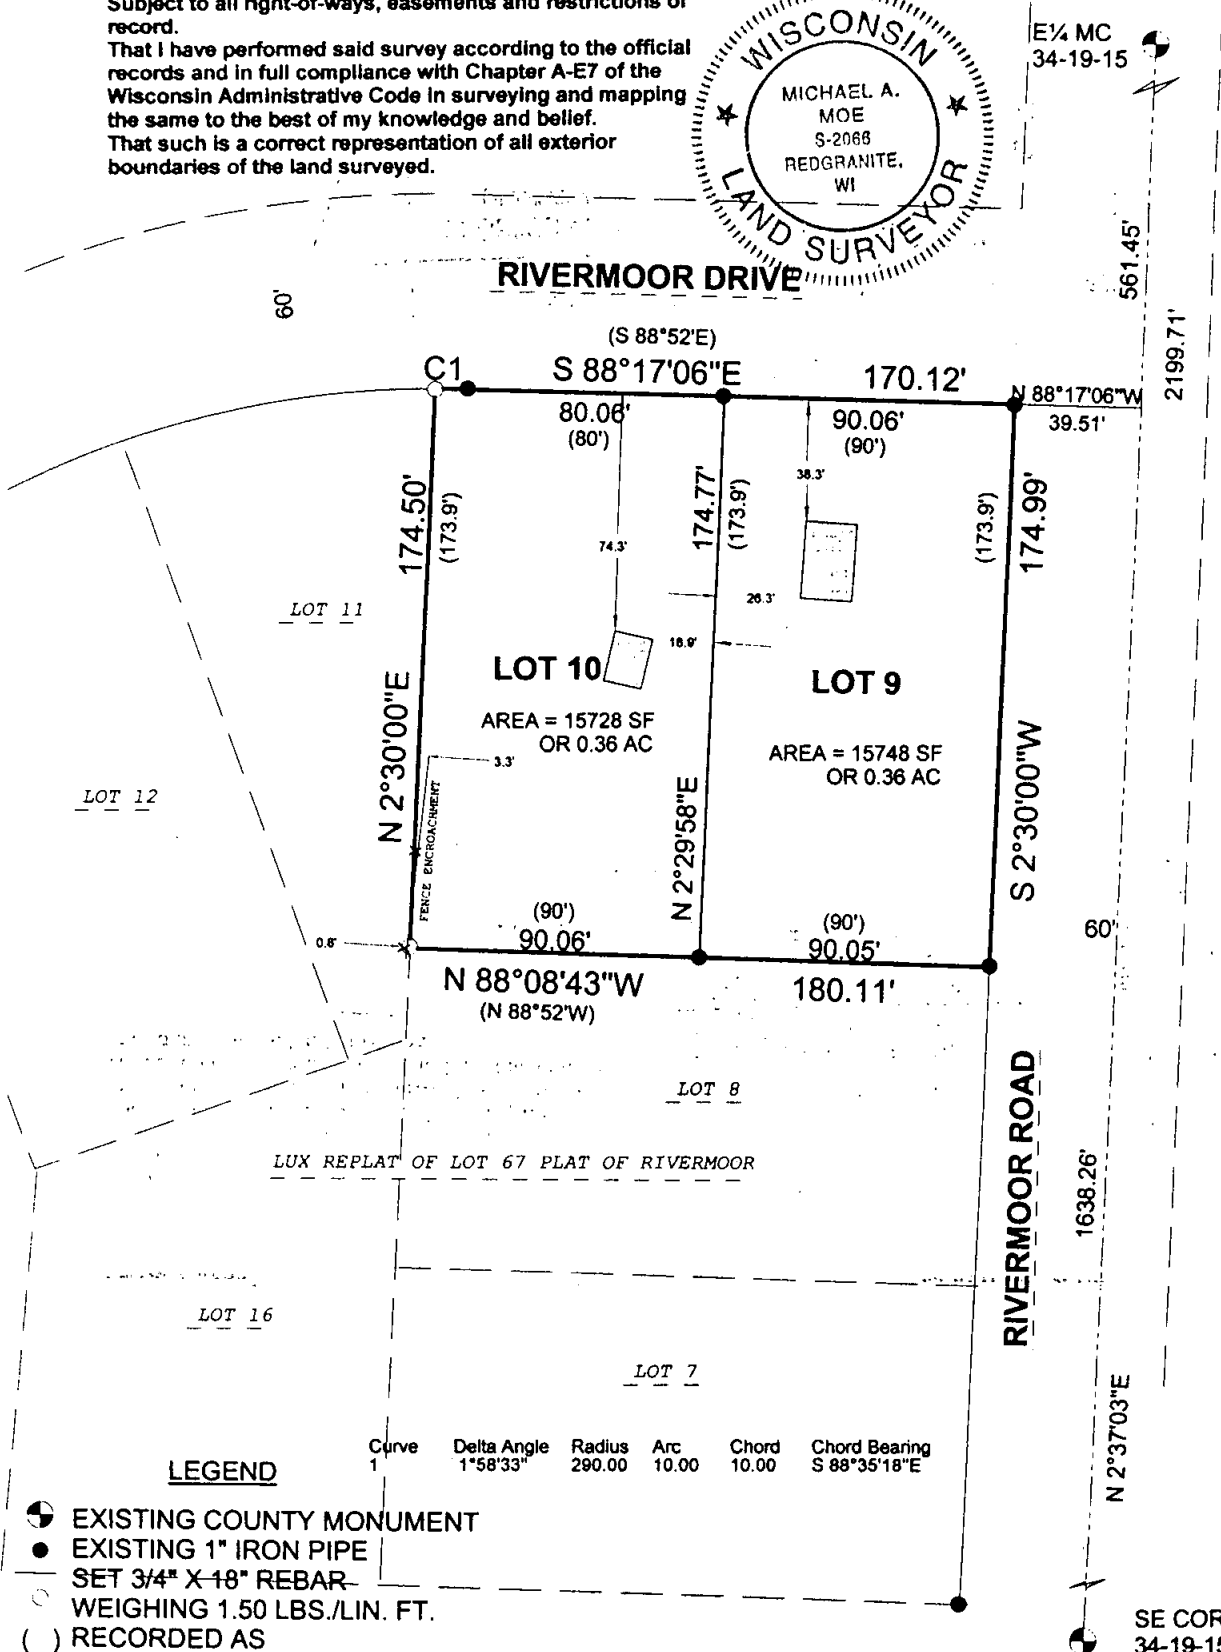 Subject to all right-of-ways, easements and restrictions of
record.
That I have performed said survey according to the official
records and in full compliance with Chapter A-E7 of the
Wisconsin Administrative Code in surveying and mapping
the same to the best of my knowledge and belief.
That such is a correct representation of all exterior
boundaries of the land surveyed.
WISCONSIN
MICHAEL A.
MOE
S-2066
REDGRANITE,
WI
LAND SURVEYOR
E¼ MC
34-19-15
561.45'
2199.71'
RIVERMOOR DRIVE
60'
(S 88°52'E)
C1
S 88°17'06"E
170.12'
N 88°17'06"W
39.51'
80.06'
(80')
90.06'
(90')
174.50'
(173.9')
174.77'
(173.9')
38.3'
(173.9')
174.99'
74.3'
26.3'
16.9'
LOT 11
LOT 10
AREA = 15728 SF
OR 0.36 AC
LOT 9
AREA = 15748 SF
OR 0.36 AC
N 2°30'00"E
3.3'
FENCE ENCROACHMENT
N 2°29'58"E
S 2°30'00"W
LOT 12
0.6'
(90')
90.06'
(90')
90.05'
60'
N 88°08'43"W
(N 88°52'W)
180.11'
LOT 8
RIVERMOOR ROAD
LUX REPLAT OF LOT 67 PLAT OF RIVERMOOR
1638.26'
LOT 16
LOT 7
N 2°37'03"E
Curve Delta Angle Radius Arc Chord Chord Bearing
1 1°58'33" 290.00 10.00 10.00 S 88°35'18"E
LEGEND
EXISTING COUNTY MONUMENT
EXISTING 1" IRON PIPE
SET 3/4" X 18" REBAR
WEIGHING 1.50 LBS./LIN. FT.
( ) RECORDED AS
SE COR
34-19-15